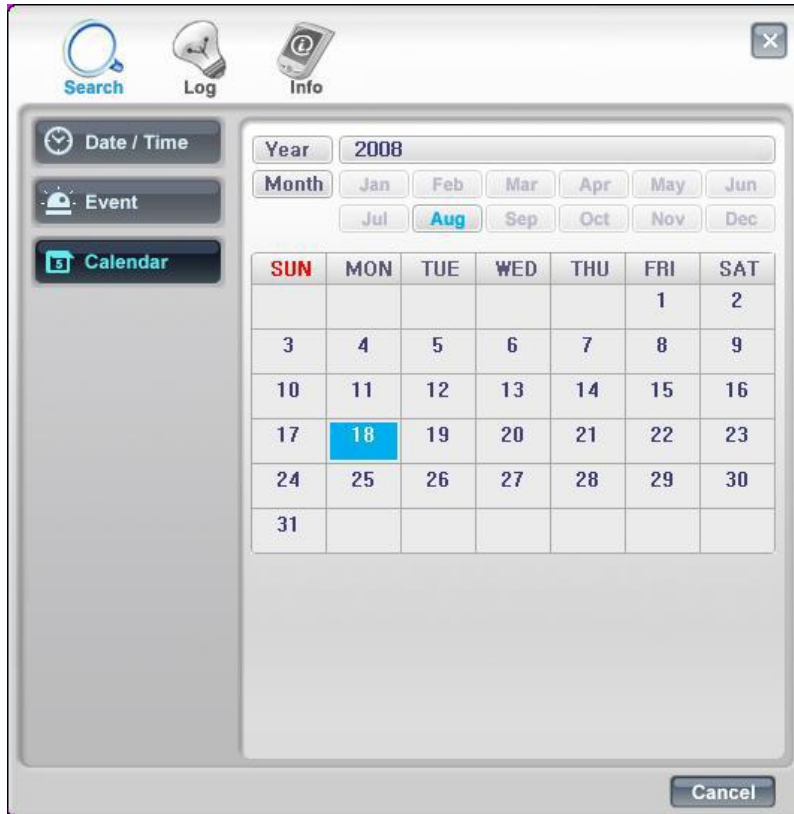 Search Log Info
Date / Time
Event
5 Calendar
Year 2008
Month Jan Feb Mar Apr May Jun
Jul Aug Sep Oct Nov Dec
SUN MON TUE WED THU FRI SAT
1 2
3 4 5 6 7 8 9
10 11 12 13 14 15 16
17 18 19 20 21 22 23
24 25 26 27 28 29 30
31
Cancel